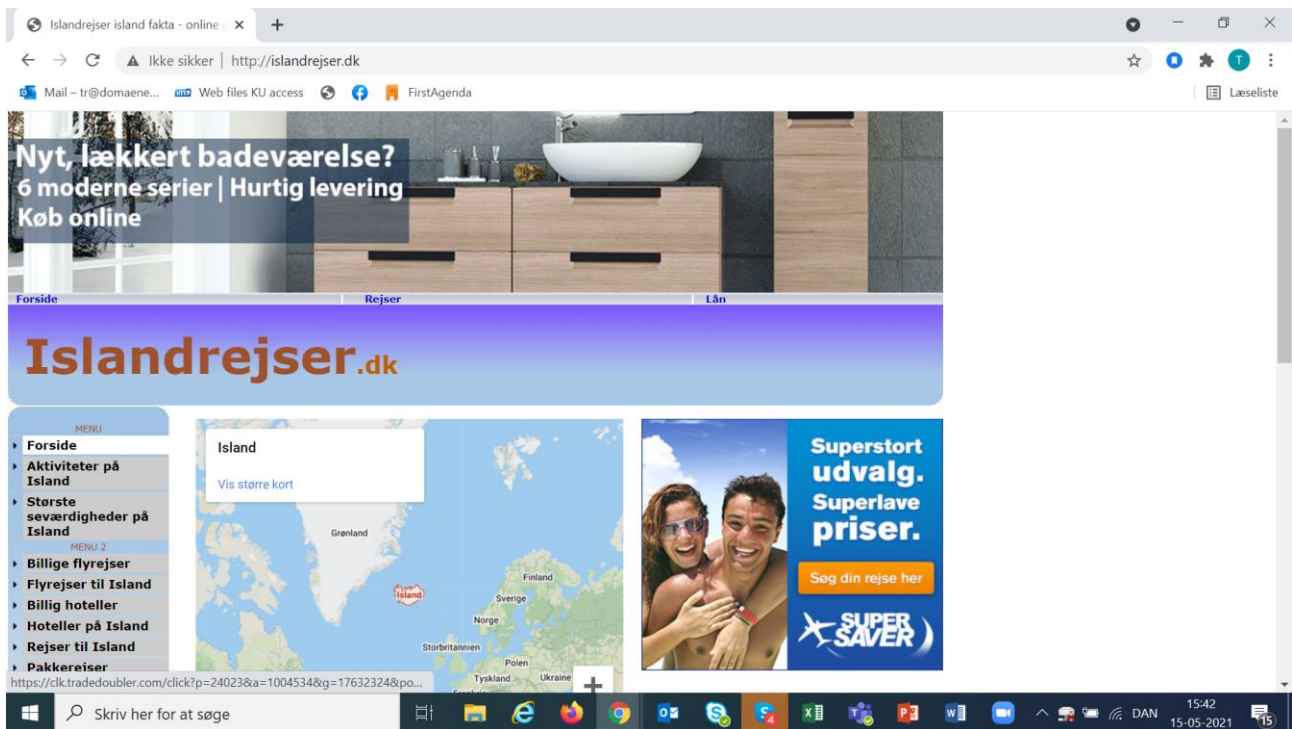 Islandrejser island fakta - online
Ikke sikker | http://islandrejser.dk
Mail – tr@domaene... Web files KU access FirstAgenda Læseliste
T
Nyt, lækkert badeværelse?
6 moderne serier | Hurtig levering
Køb online
Forside Rejser Lån
Islandrejser.dk
MENU
Forside
Aktiviteter på
Island
Største
seværdigheder på
Island
MENU 2
Billige flyrejser
Flyrejser til Island
Billig hoteller
Hoteller på Island
Rejser til Island
Pakkerejser
Island
Vis større kort
Grønland
Island
Finland
Sverige
Norge
Storbritannien
Polen
Tyskland
Ukraine
Superstort
udvalg.
Superlave
priser.
Søg din rejse her
SUPER
SAVER
https://clk.tradedoubler.com/click?p=24023&a=1004534&g=17632324&po...
Skriv her for at søge
4
DAN
15:42
15-05-2021
15